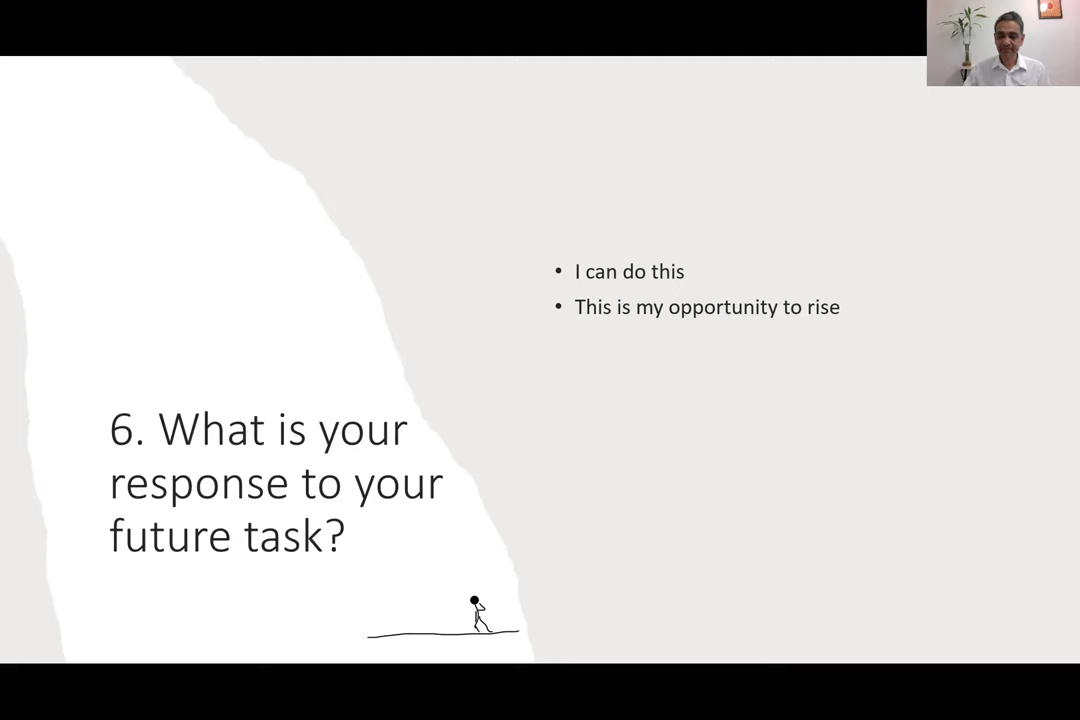 6. What is your
response to your
future task?
• I can do this
• This is my opportunity to rise